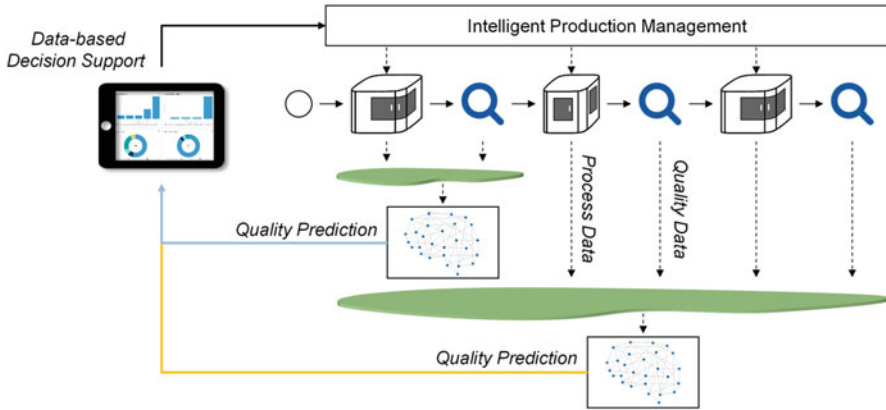 Data-based
Decision Support
Intelligent Production Management
Process Data
Quality Data
Quality Prediction
Quality Prediction